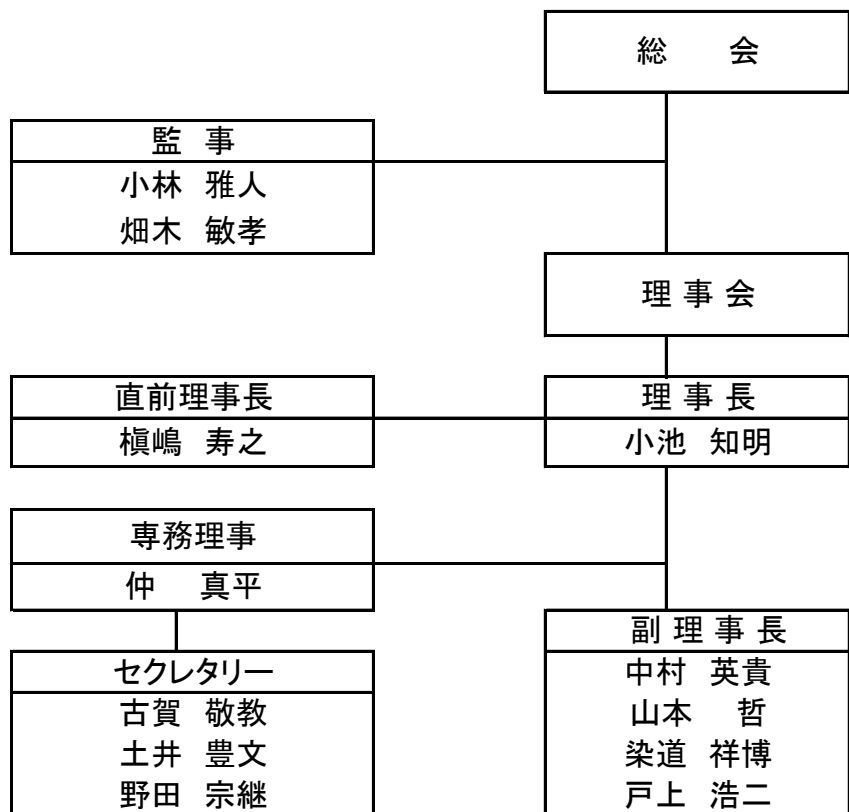 総 会
監 事
小林 雅人
畑木 敏孝
理 事 会
直前理事長
槇嶋 寿之
理 事 長
小池 知明
専務理事
仲 真平
セクレタリー
古賀 敬教
土井 豊文
野田 宗継
副 理 事 長
中村 英貴
山本 哲
染道 祥博
戸上 浩二